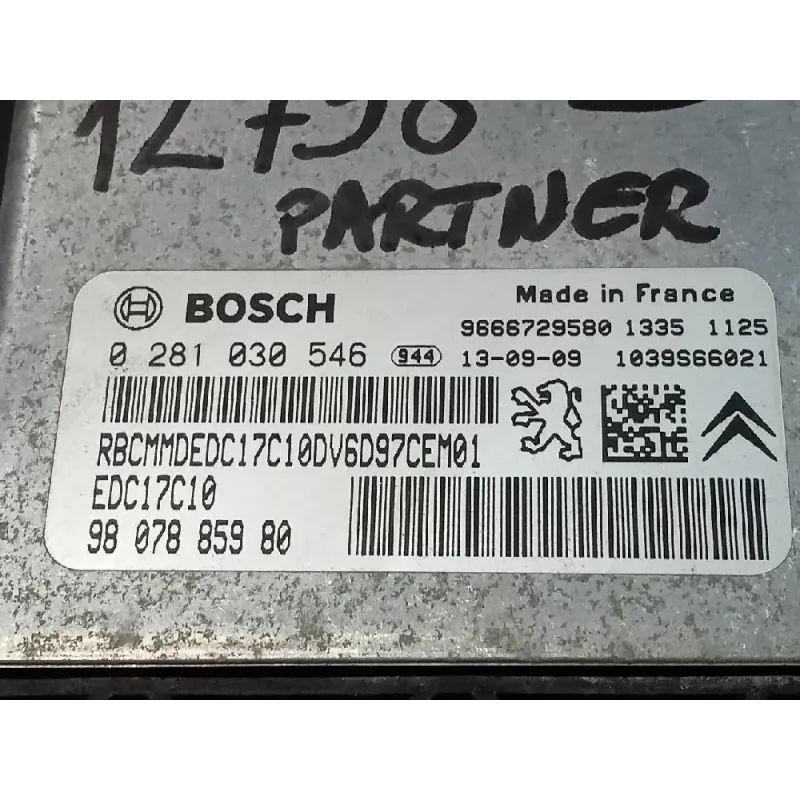 PARTNER
BOSCH
Made in France
9666729580 1335 1125
0 281 030 546 944 13-09-09 1039S66021
RBCMMDEDC17C10DV6D97CEM01
EDC17C10
98 078 859 80